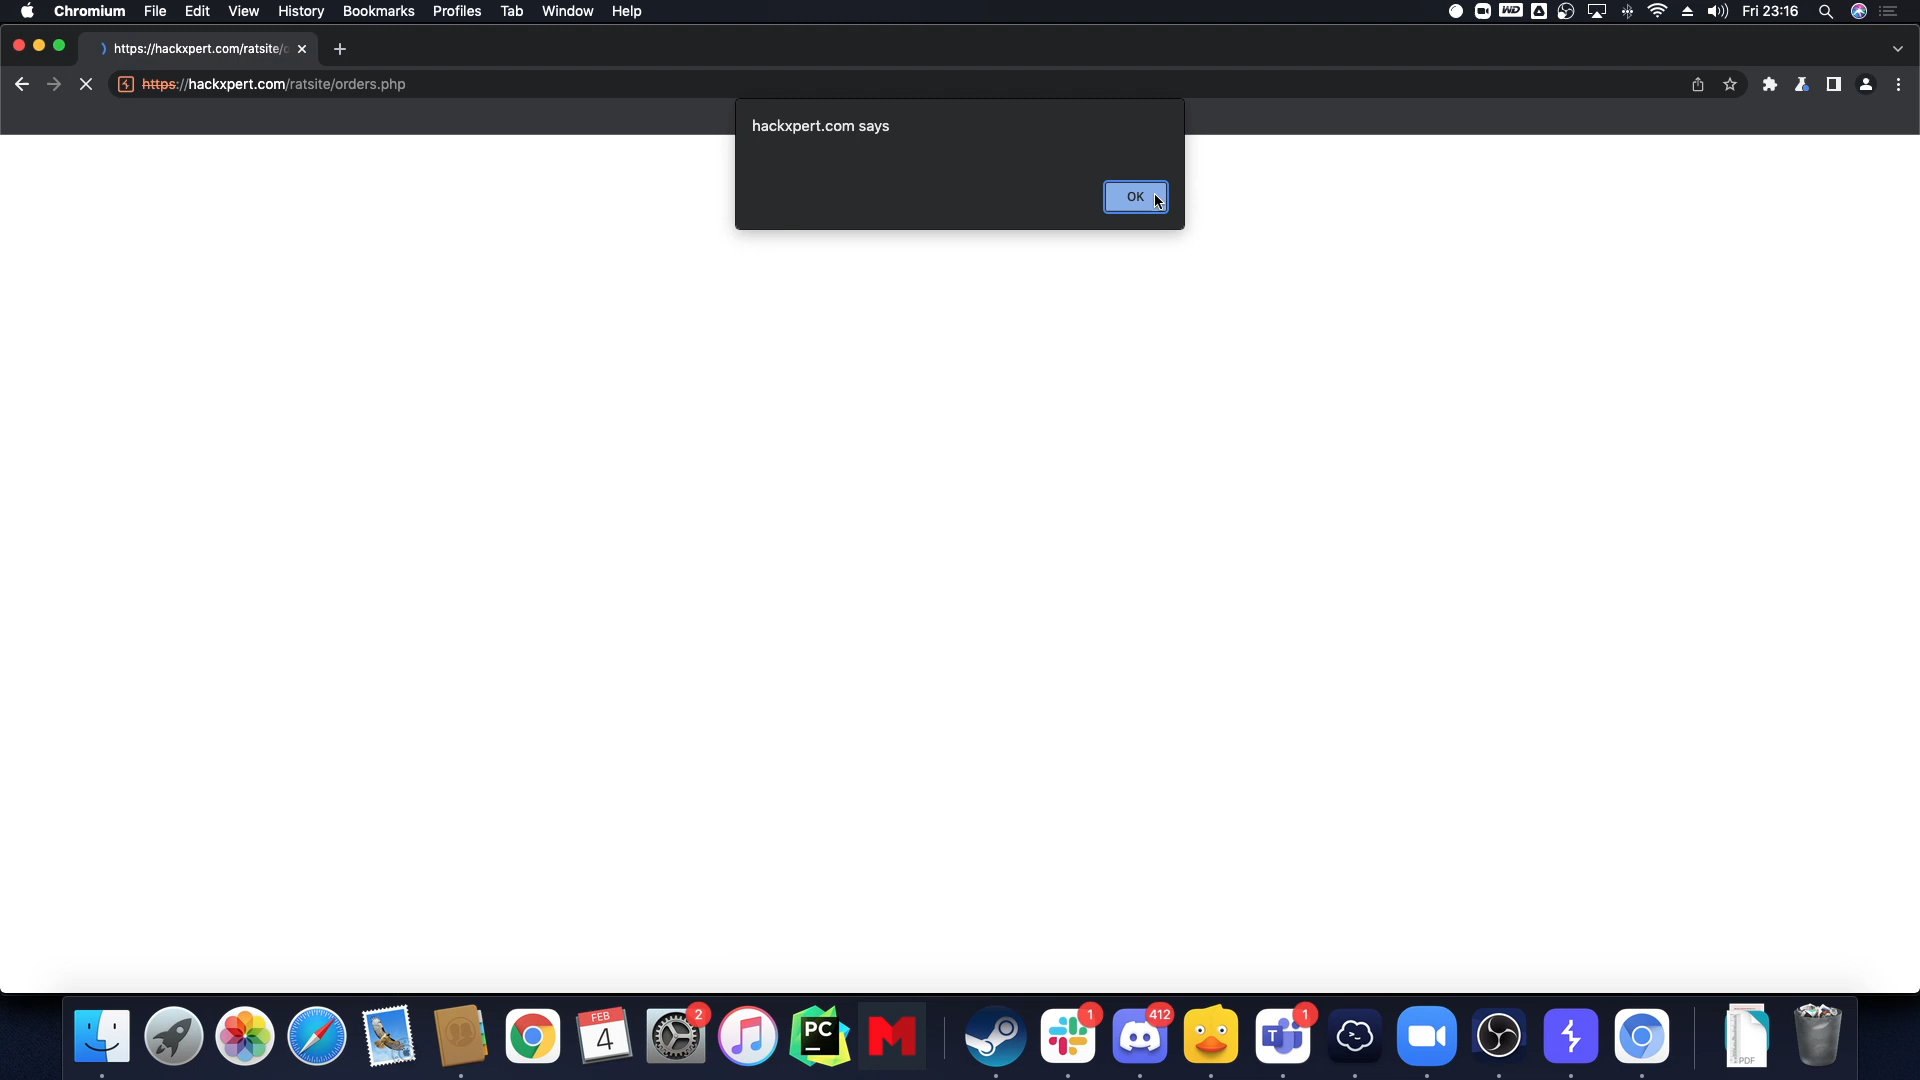 Chromium File Edit View History Bookmarks Profiles Tab Window Help WD Fri 23:16
https://hackxpert.com/ratsite/
https://hackxpert.com/ratsite/orders.php
hackxpert.com says
OK
FEB
4
2
PC
1
412
1
PDF